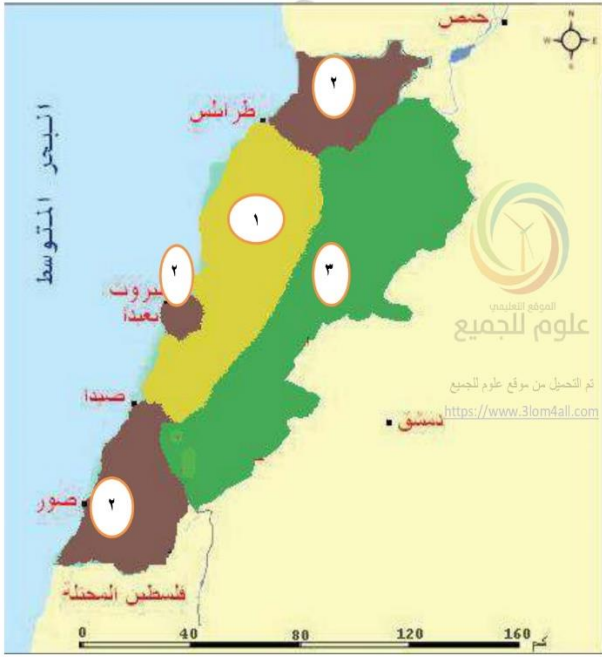 حمص
N
W
E
S
٢
طرابلس
البحر المتوسط
١
٢
٣
بيروت
بعبدا
الموقع التعليمي
علوم للجميع
تم التحميل من موقع علوم للجميع
https://www.3lom4all.com
صيدا
دمشق
صور
٢
فلسطين المحتلة
0 40 80 120 160 كم